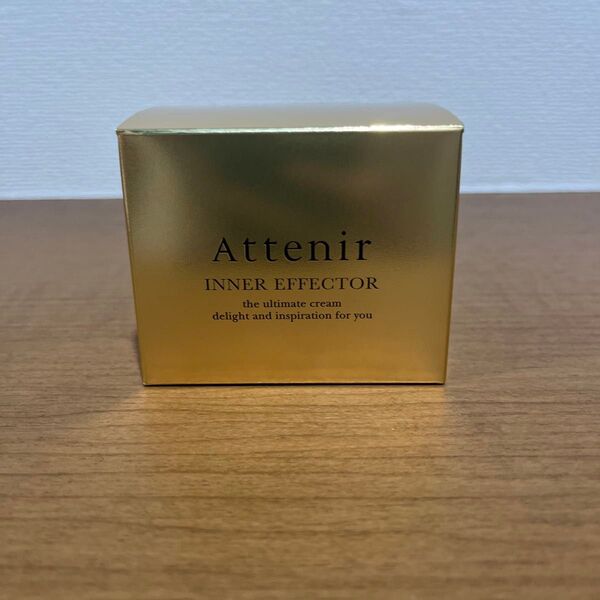 Attenir
INNER EFFECTOR
the ultimate cream
delight and inspiration for you